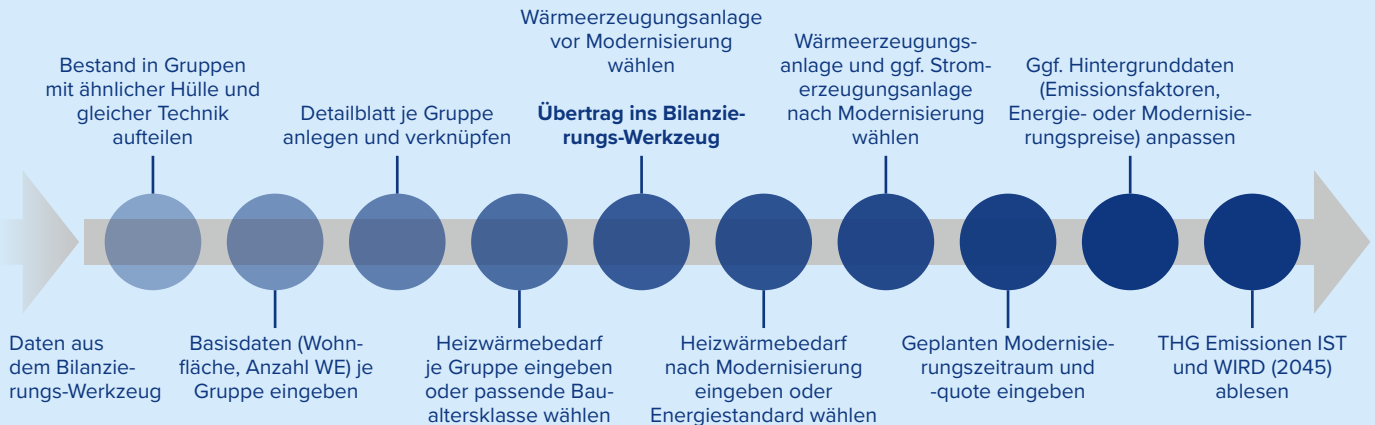 Daten aus
dem Bilanzie-
rungs-Werkzeug
Bestand in Gruppen
mit ähnlicher Hülle und
gleicher Technik
aufteilen
Basisdaten (Wohn-
fläche, Anzahl WE) je
Gruppe eingeben
Detailblatt je Gruppe
anlegen und verknüpfen
Heizwärmebedarf
je Gruppe eingeben
oder passende Bau-
altersklasse wählen
Wärmeerzeugungsanlage
vor Modernisierung
wählen
Übertrag ins Bilanzie-
rungs-Werkzeug
Heizwärmebedarf
nach Modernisierung
eingeben oder
Energiestandard wählen
Wärmeerzeugungs-
anlage und ggf. Strom-
erzeugungsanlage
nach Modernisierung
wählen
Geplanten Modernisie-
rungszeitraum und
-quote eingeben
Ggf. Hintergrunddaten
(Emissionsfaktoren,
Energie- oder Modernisie-
rungspreise) anpassen
THG Emissionen IST
und WIRD (2045)
ablesen